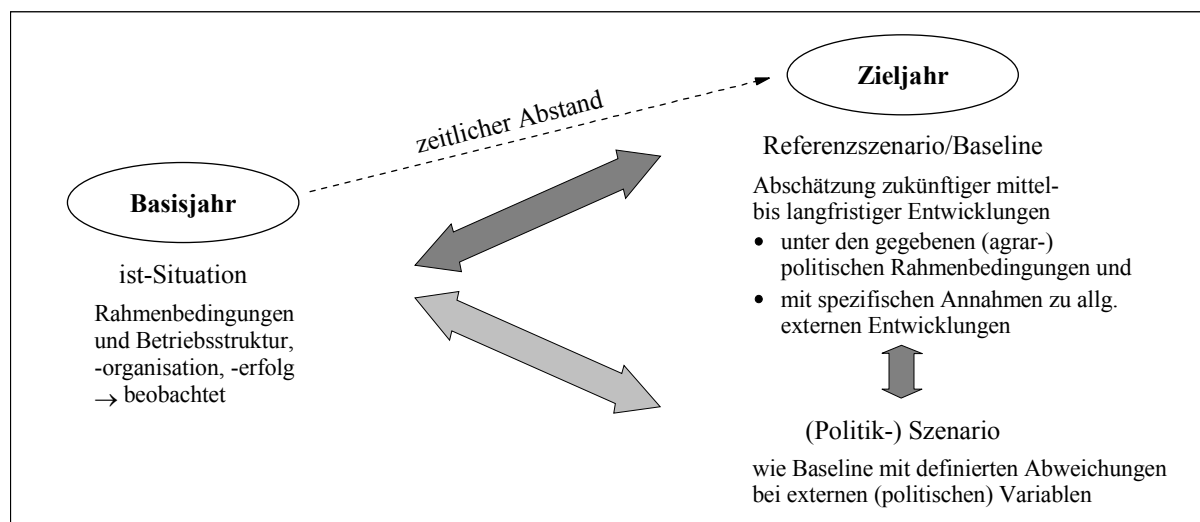 Zieljahr
zeitlicher Abstand
Referenzszenario/Baseline
Abschätzung zukünftiger mittel-
bis langfristiger Entwicklungen
• unter den gegebenen (agrar-)
politischen Rahmenbedingungen und
• mit spezifischen Annahmen zu allg.
externen Entwicklungen
Basisjahr
ist-Situation
Rahmenbedingungen
und Betriebsstruktur,
-organisation, -erfolg
→ beobachtet
(Politik-) Szenario
wie Baseline mit definierten Abweichungen
bei externen (politischen) Variablen